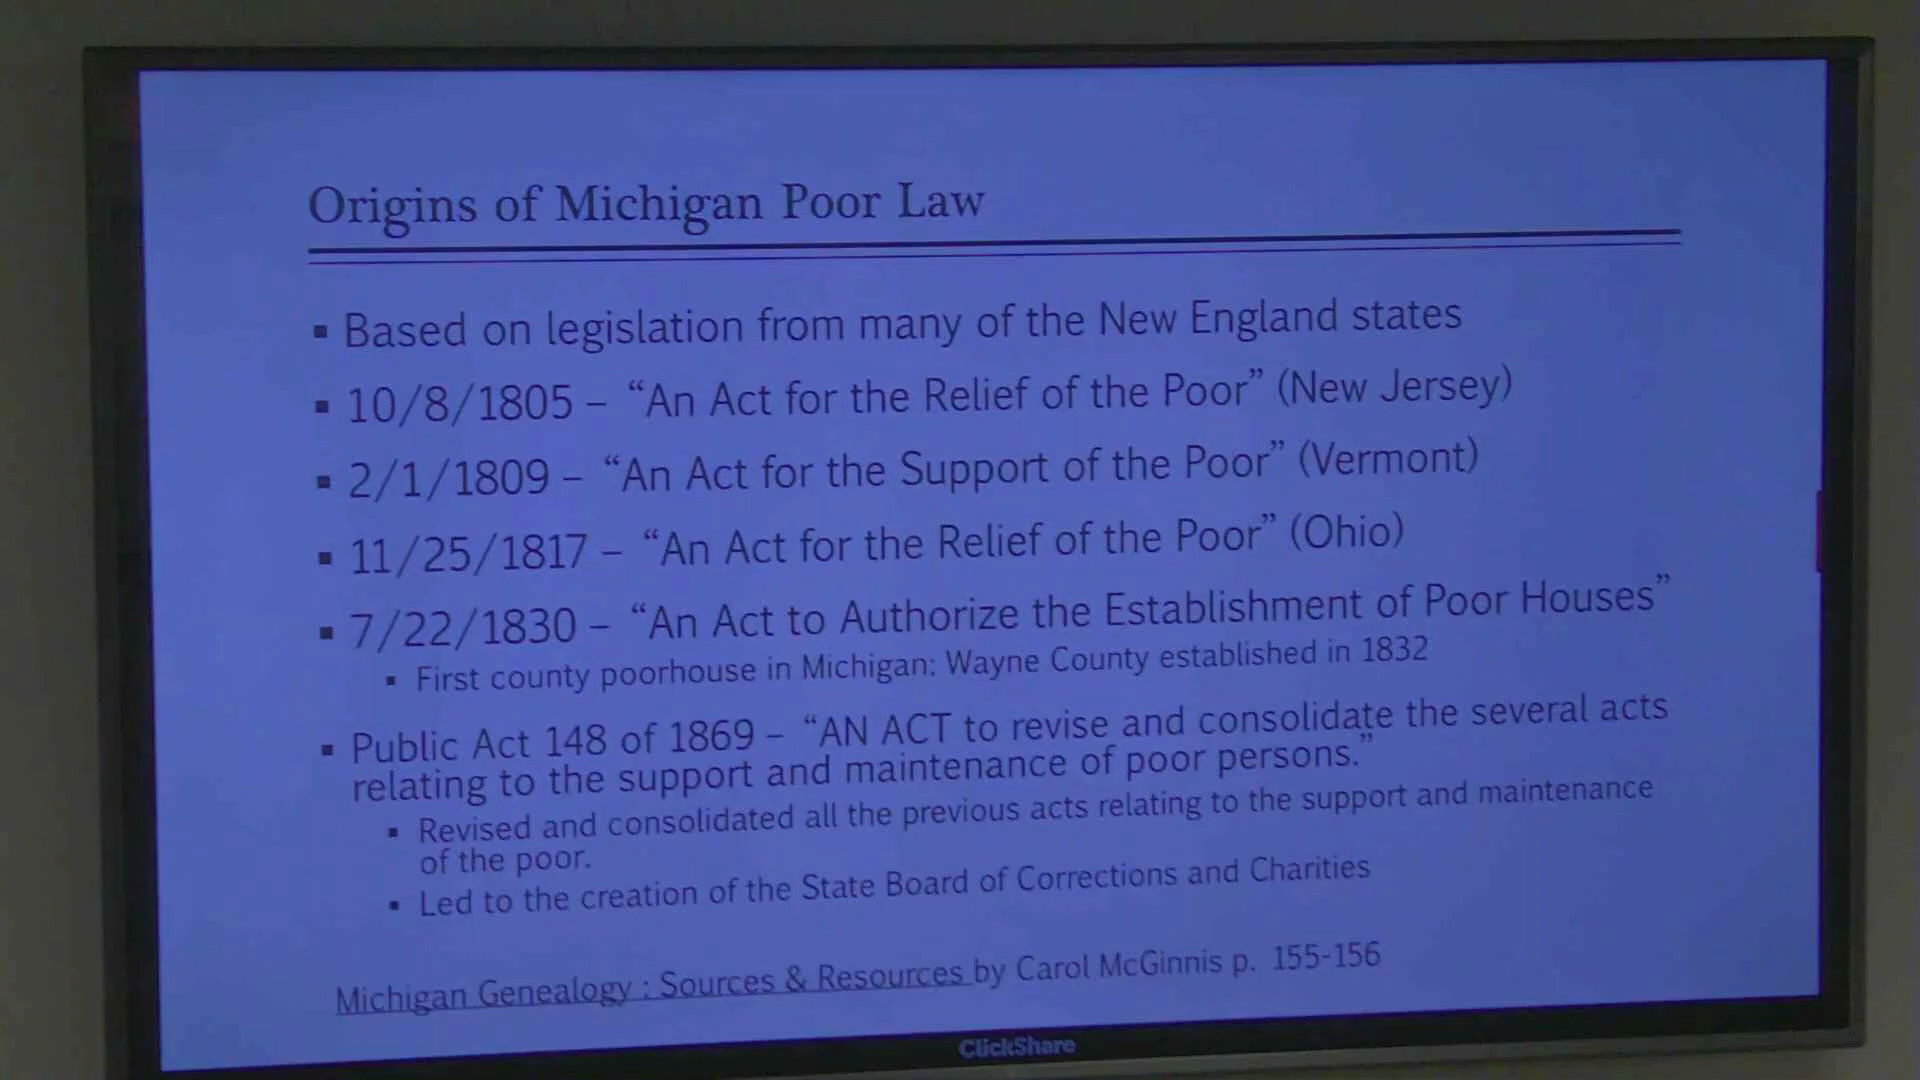 Origins of Michigan Poor Law
▪ Based on legislation from many of the New England states
▪ 10/8/1805 – “An Act for the Relief of the Poor” (New Jersey)
▪ 2/1/1809 – “An Act for the Support of the Poor” (Vermont)
▪ 11/25/1817 – “An Act for the Relief of the Poor” (Ohio)
▪ 7/22/1830 – “An Act to Authorize the Establishment of Poor Houses”
▪ First county poorhouse in Michigan: Wayne County established in 1832
▪ Public Act 148 of 1869 – “AN ACT to revise and consolidate the several acts
relating to the support and maintenance of poor persons.”
▪ Revised and consolidated all the previous acts relating to the support and maintenance
of the poor.
▪ Led to the creation of the State Board of Corrections and Charities
Michigan Genealogy : Sources & Resources by Carol McGinnis p. 155-156
ClickShare